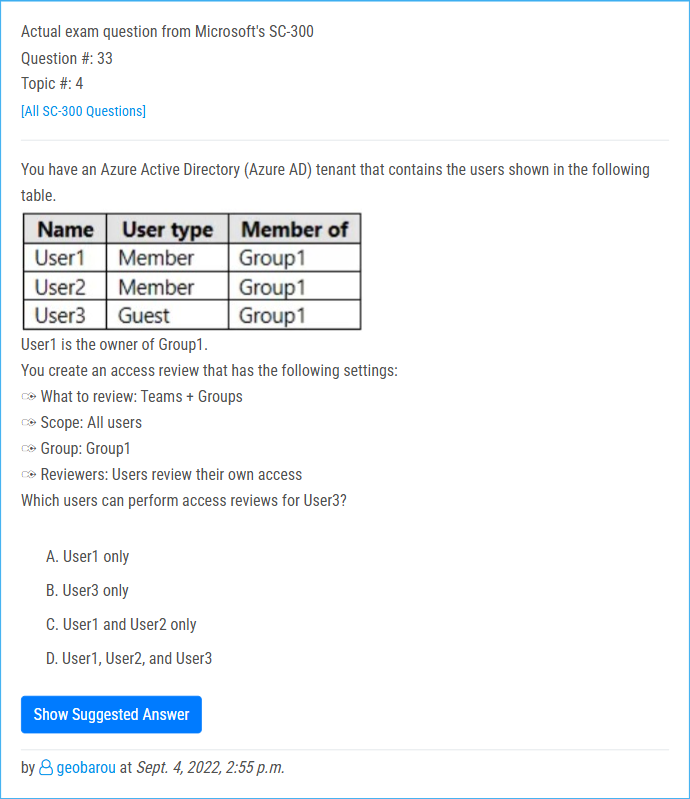 Actual exam question from Microsoft's SC-300
Question #: 33
Topic #: 4
[All SC-300 Questions]
You have an Azure Active Directory (Azure AD) tenant that contains the users shown in the following
table.
Name User type Member of
User1 Member Group1
User2 Member Group1
User3 Guest Group1
User1 is the owner of Group1.
You create an access review that has the following settings:
What to review: Teams + Groups
Scope: All users
Group: Group1
Reviewers: Users review their own access
Which users can perform access reviews for User3?
A. User1 only
B. User3 only
C. User1 and User2 only
D. User1, User2, and User3
Show Suggested Answer
by geobarou at Sept. 4, 2022, 2:55 p.m.